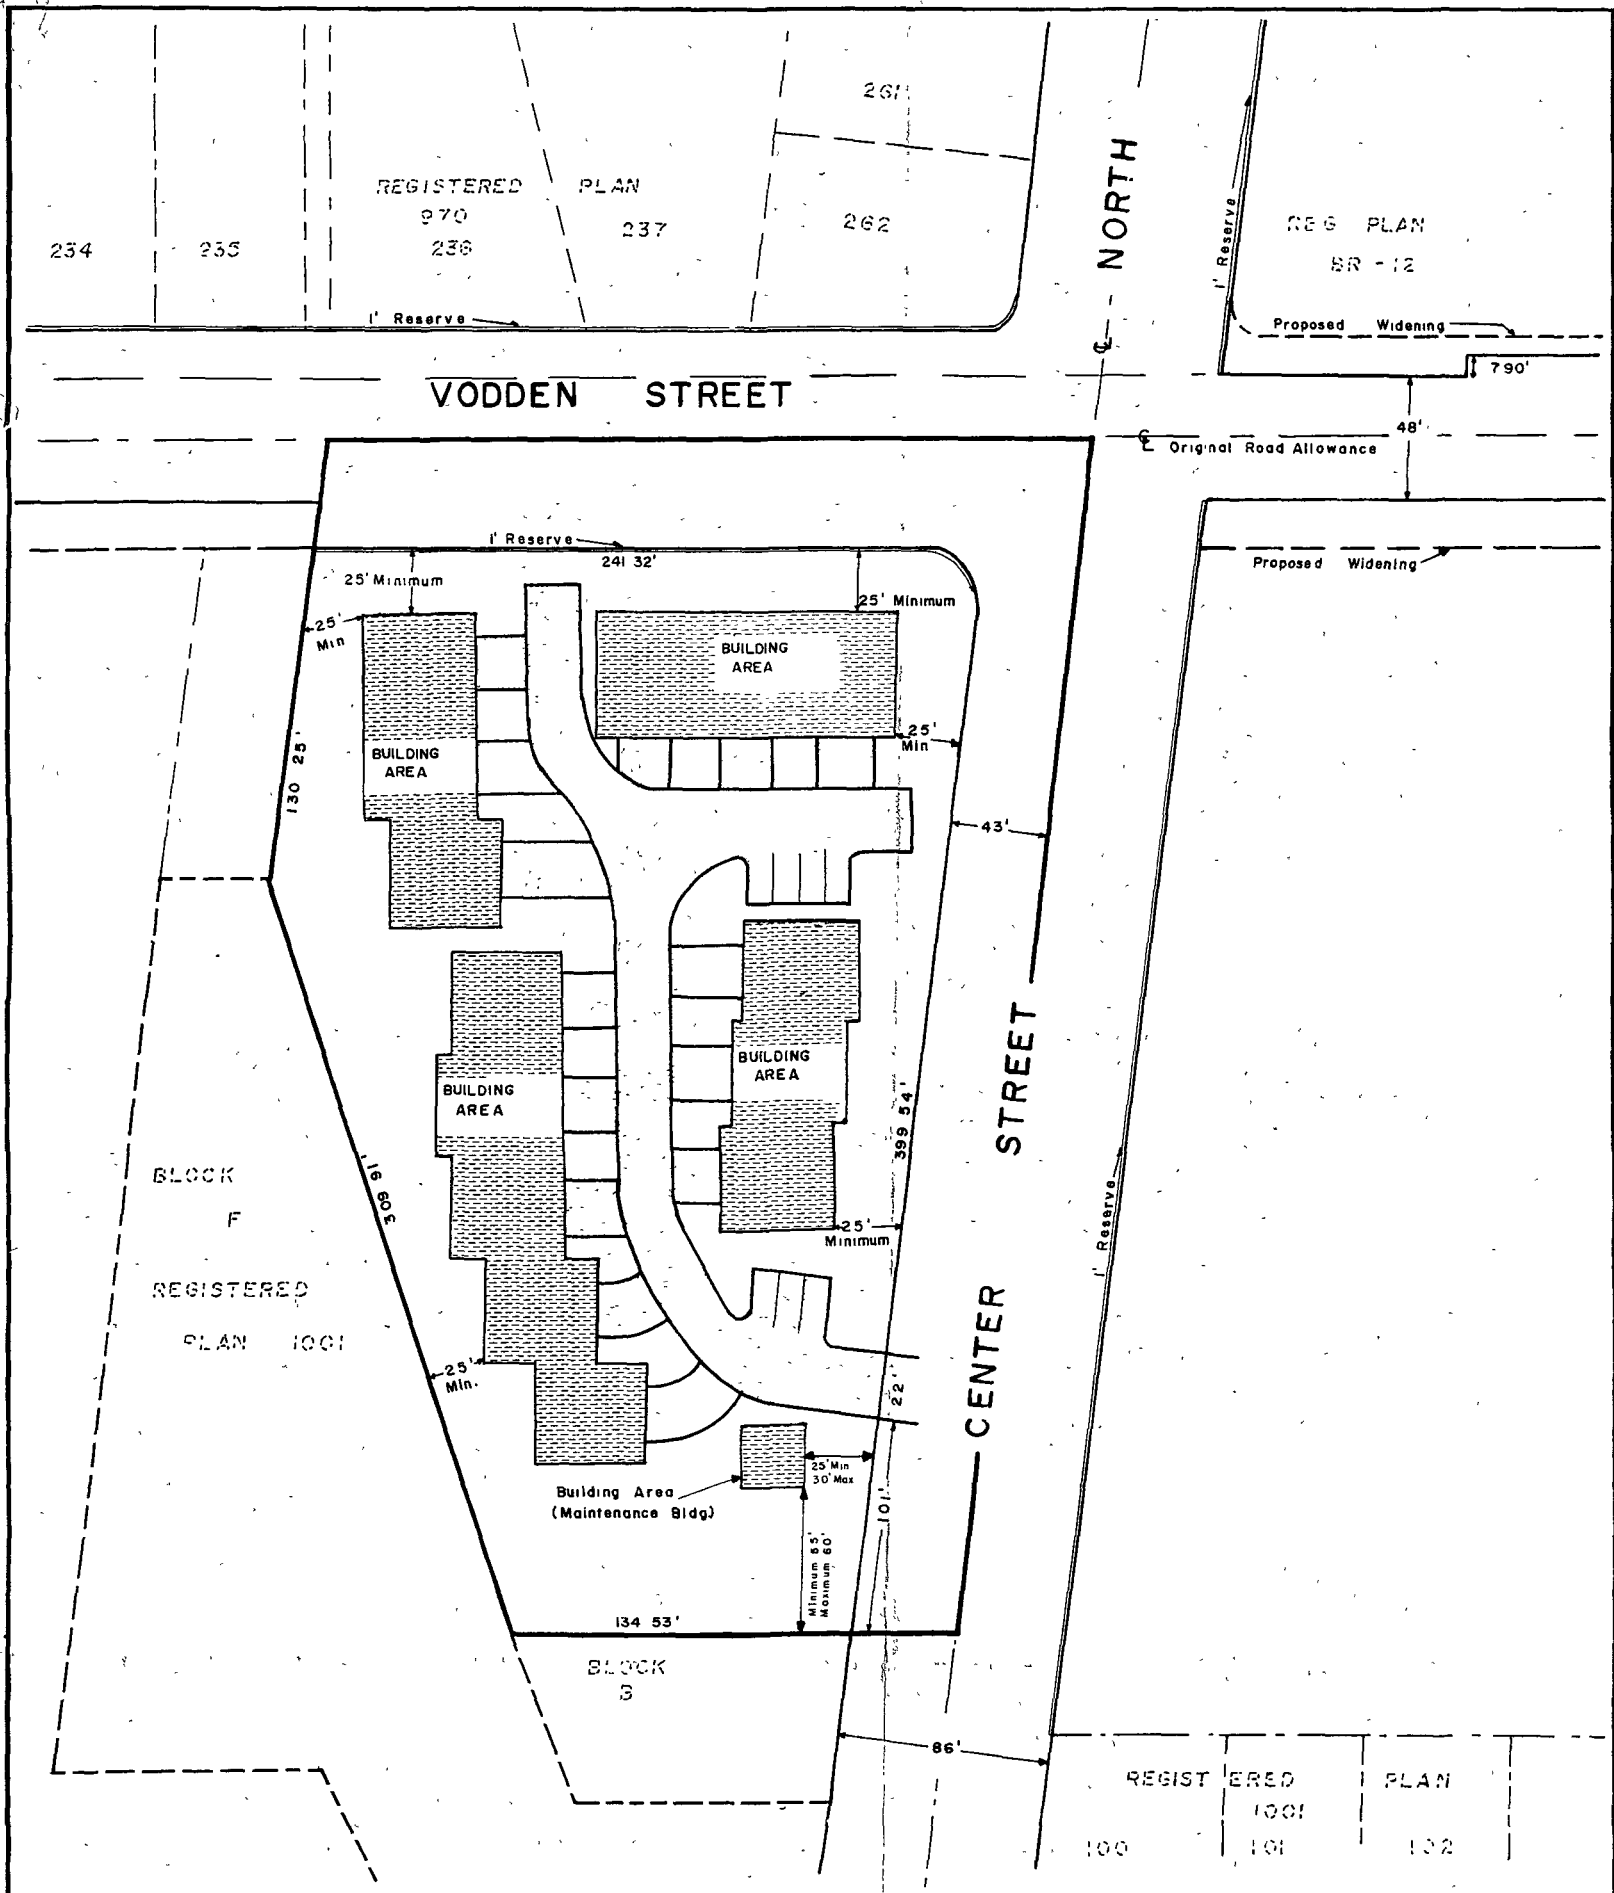 261
REGISTERED PLAN
970
234
235
236
237
262
NORTH
1' Reserve
REG PLAN
BR-12
1' Reserve
Proposed Widening
790'
VODDEN STREET
℄
48'
℄ Original Road Allowance
1' Reserve
241 32'
Proposed Widening
25' Minimum
25' Minimum
25'
Min
BUILDING
AREA
25'
Min
BUILDING
AREA
130 25'
43'
STREET
BUILDING
AREA
BUILDING
AREA
399 54'
309 91'
BLOCK
F
REGISTERED
PLAN 1001
1' Reserve
25'
Minimum
CENTER
25'
Min.
22'
25' Min
30' Max
Building Area
(Maintenance Bldg)
101'
Minimum 55'
Maximum 60'
134 53'
BLOCK
B
86'
REGISTERED PLAN
1001
100
101
102